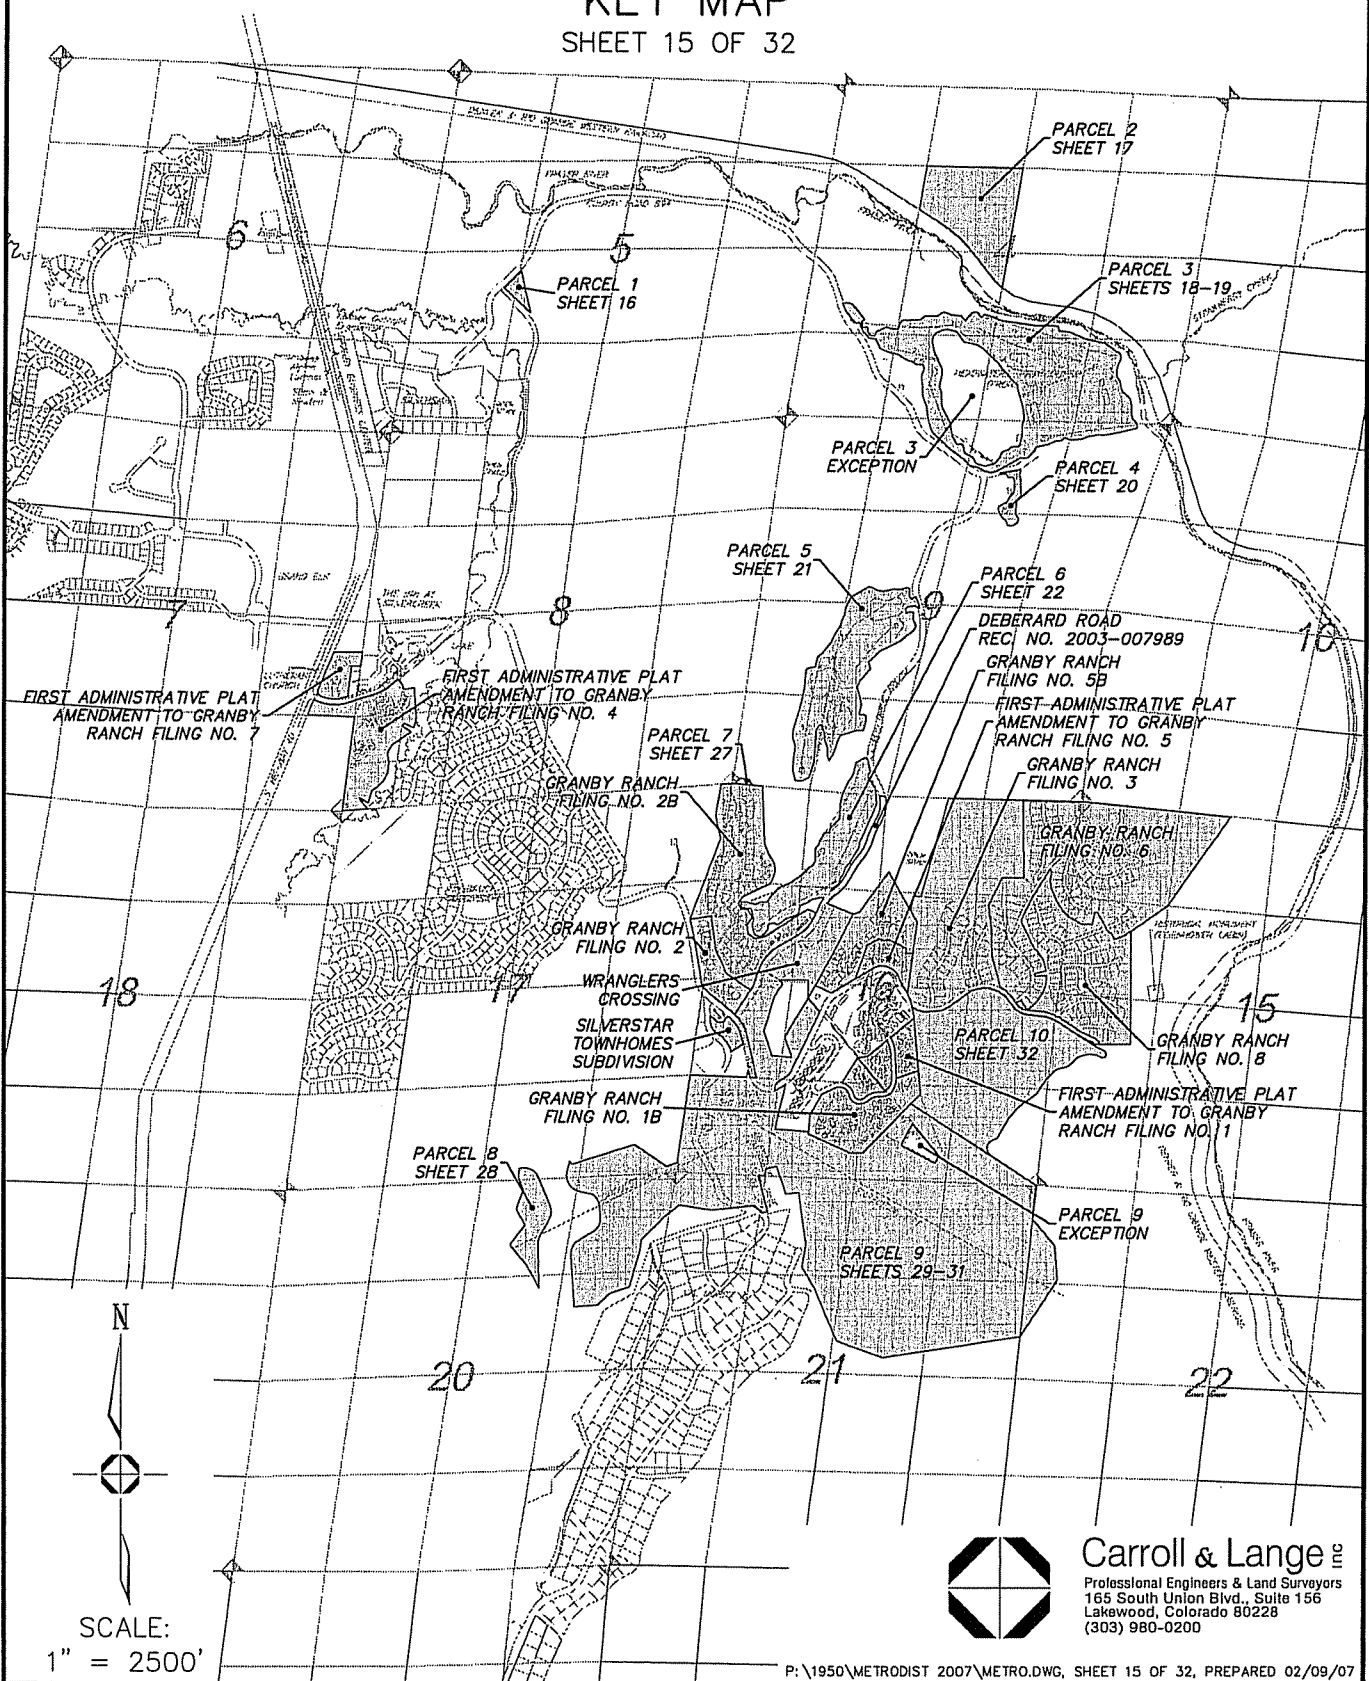 KEY MAP
SHEET 15 OF 32
PARCEL 2
SHEET 17
6
5
PARCEL 1
SHEET 16
PARCEL 3
SHEETS 18-19
PARCEL 3
EXCEPTION
PARCEL 4
SHEET 20
PARCEL 5
SHEET 21
PARCEL 6
SHEET 22
DEBERARD ROAD
REC. NO. 2003-007989
GRANBY RANCH
FILING NO. 5B
FIRST ADMINISTRATIVE PLAT
AMENDMENT TO GRANBY
RANCH FILING NO. 5
GRANBY RANCH
FILING NO. 3
7
8
9
10
FIRST ADMINISTRATIVE PLAT
AMENDMENT TO GRANBY
RANCH FILING NO. 7
FIRST ADMINISTRATIVE PLAT
AMENDMENT TO GRANBY
RANCH FILING NO. 4
PARCEL 7
SHEET 27
GRANBY RANCH
FILING NO. 2B
GRANBY RANCH
FILING NO. 6
GRANBY RANCH
FILING NO. 2
WRANGLERS
CROSSING
SILVERSTAR
TOWNHOMES
SUBDIVISION
18
17
16
15
PARCEL 10
SHEET 32
GRANBY RANCH
FILING NO. 8
GRANBY RANCH
FILING NO. 1B
FIRST ADMINISTRATIVE PLAT
AMENDMENT TO GRANBY
RANCH FILING NO. 1
PARCEL 8
SHEET 28
PARCEL 9
EXCEPTION
PARCEL 9
SHEETS 29-31
N
20
21
22
SCALE:
1" = 2500'
Carroll & Lange Inc
Professional Engineers & Land Surveyors
165 South Union Blvd., Suite 156
Lakewood, Colorado 80228
(303) 980-0200
P:\1950\METRODIST 2007\METRO.DWG, SHEET 15 OF 32, PREPARED 02/09/07